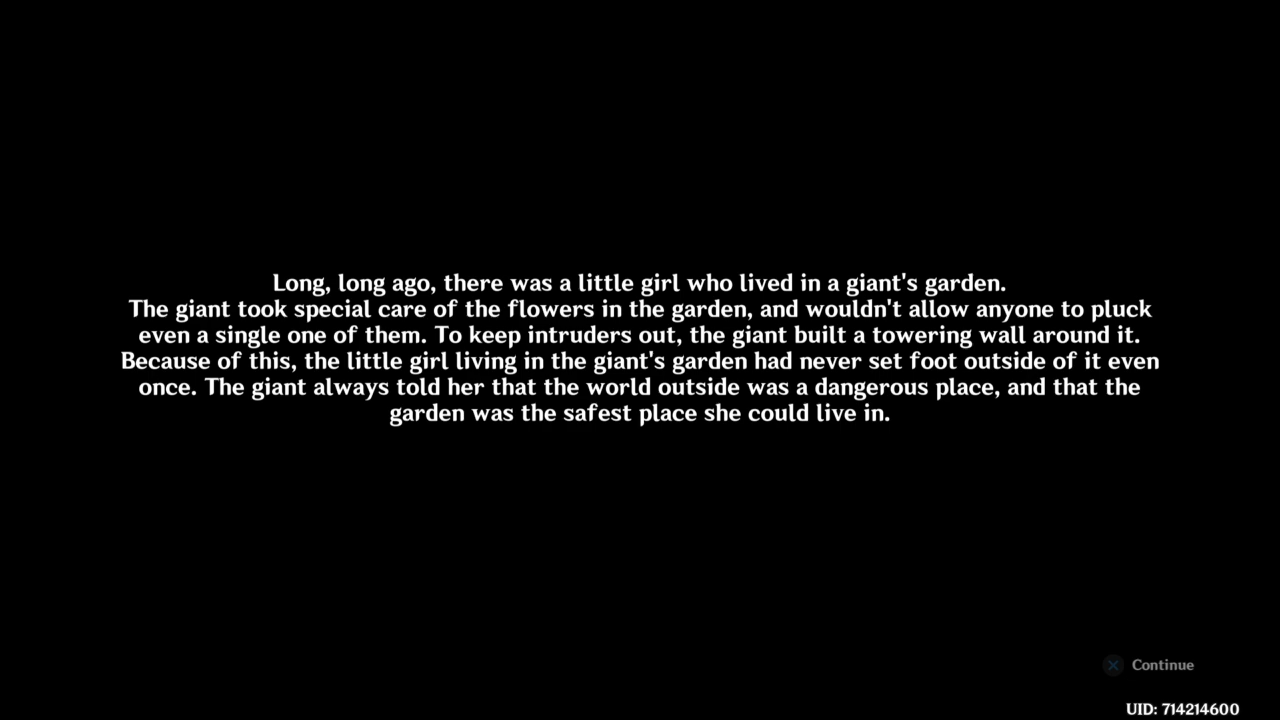 Long, long ago, there was a little girl who lived in a giant's garden.
The giant took special care of the flowers in the garden, and wouldn't allow anyone to pluck
even a single one of them. To keep intruders out, the giant built a towering wall around it.
Because of this, the little girl living in the giant's garden had never set foot outside of it even
once. The giant always told her that the world outside was a dangerous place, and that the
garden was the safest place she could live in.
Continue
UID: 714214600